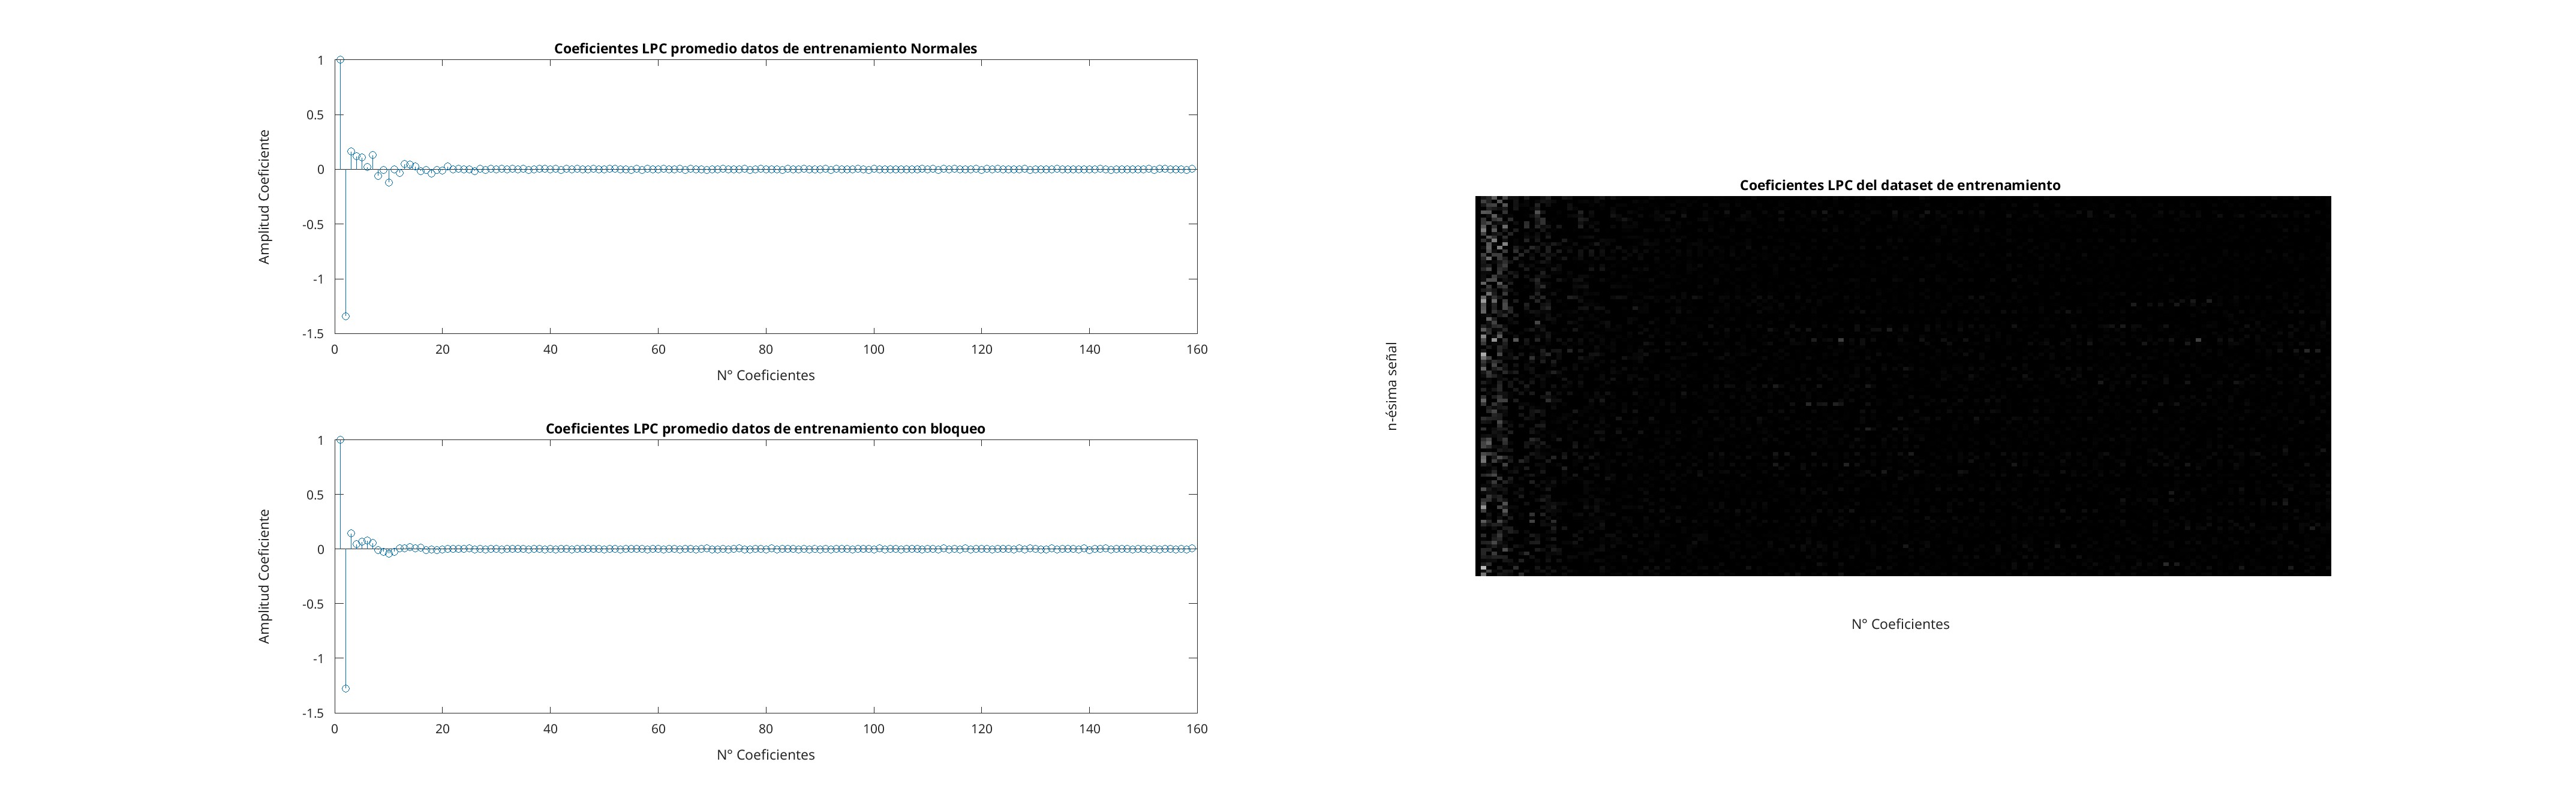 Coeficientes LPC promedio datos de entrenamiento Normales
1
0.5
0
-0.5
-1
-1.5
Amplitud Coeficiente
0 20 40 60 80 100 120 140 160
N° Coeficientes
Coeficientes LPC promedio datos de entrenamiento con bloqueo
1
0.5
0
-0.5
-1
-1.5
Amplitud Coeficiente
0 20 40 60 80 100 120 140 160
N° Coeficientes
Coeficientes LPC del dataset de entrenamiento
n-ésima señal
N° Coeficientes